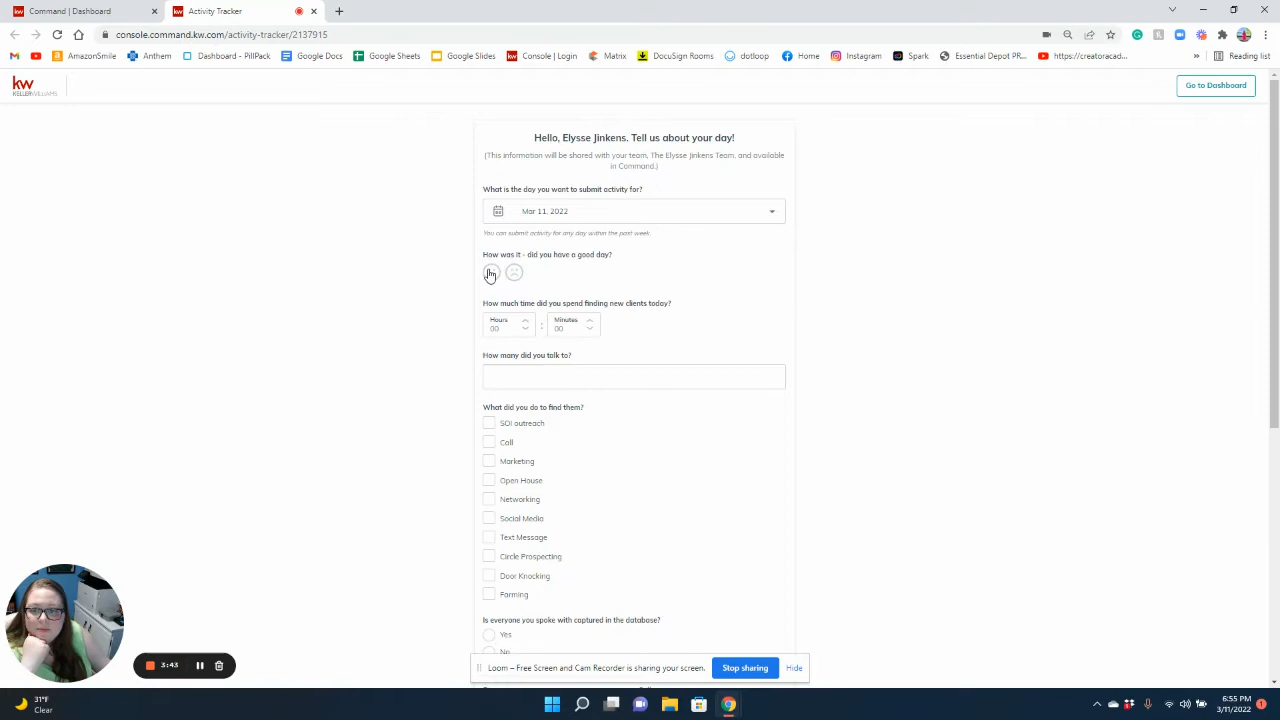 Command | Dashboard
Activity Tracker
console.command.kw.com/activity-tracker/2137915
AmazonSmile
Anthem
Dashboard - PillPack
Google Docs
Google Sheets
Google Slides
Console | Login
Matrix
DocuSign Rooms
dotloop
Home
Instagram
Spark
Essential Depot PR...
https://creatoracad...
»
Reading list
kw
KELLERWILLIAMS
Go to Dashboard
Hello, Elysse Jinkens. Tell us about your day!
(This information will be shared with your team, The Elysse Jinkens Team, and available
in Command.)
What is the day you want to submit activity for?
Mar 11, 2022
You can submit activity for any day within the past week.
How was it - did you have a good day?
How much time did you spend finding new clients today?
Hours
00
:
Minutes
00
How many did you talk to?
What did you do to find them?
SOI outreach
Call
Marketing
Open House
Networking
Social Media
Text Message
Circle Prospecting
Door Knocking
Farming
Is everyone you spoke with captured in the database?
Yes
No
3:43
Loom – Free Screen and Cam Recorder is sharing your screen.
Stop sharing
Hide
31°F
Clear
6:55 PM
3/11/2022